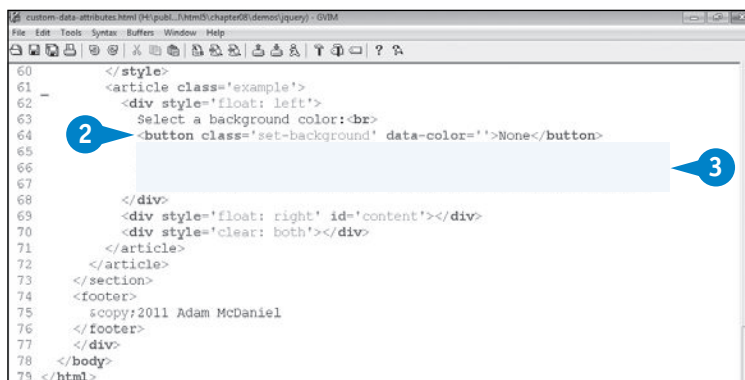 custom-data-attributes.html (H:\publ...l\html5\chapter08\demos\jquery) - GVIM
File Edit Tools Syntax Buffers Window Help
60 </style>
61 <article class='example'>
62 <div style='float: left'>
63 Select a background color:<br>
2
64 <button class='set-background' data-color=''>None</button>
65
66
3
67
68 </div>
69 <div style='float: right' id='content'></div>
70 <div style='clear: both'></div>
71 </article>
72 </article>
73 </section>
74 <footer>
75 &copy;2011 Adam McDaniel
76 </footer>
77 </div>
78 </body>
79 </html>